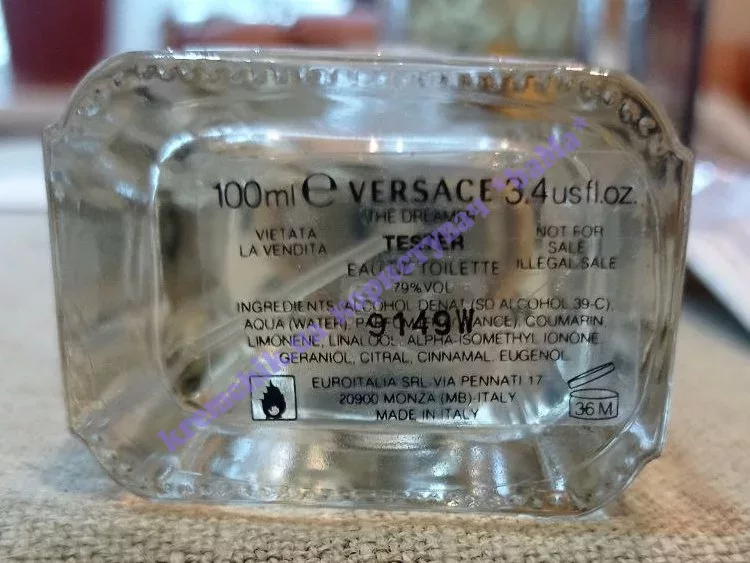 100ml e VERSACE 3.4 us fl.oz.
THE DREAMER
VIETATA
LA VENDITA
TESTER
NOT FOR
SALE
ILLEGAL SALE
EAU DE TOILETTE
79%VOL
INGREDIENTS: ALCOHOL DENAT. (SD ALCOHOL 39-C),
AQUA (WATER), COUMARIN,
9149W
LIMONENE, LINALOOL, ALPHA-ISOMETHYL IONONE,
GERANIOL, CITRAL, CINNAMAL, EUGENOL
EUROITALIA SRL-VIA PENNATI 17
20900 MONZA (MB)-ITALY
MADE IN ITALY
36 M